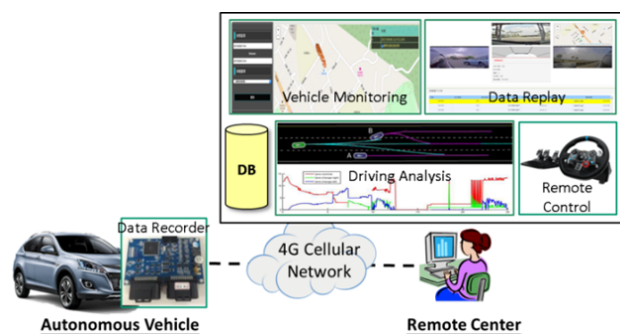 Vehicle Monitoring
Data Replay
DB
B
A
Driving Analysis
Remote
Control
Data Recorder
4G Cellular
Network
Autonomous Vehicle
Remote Center